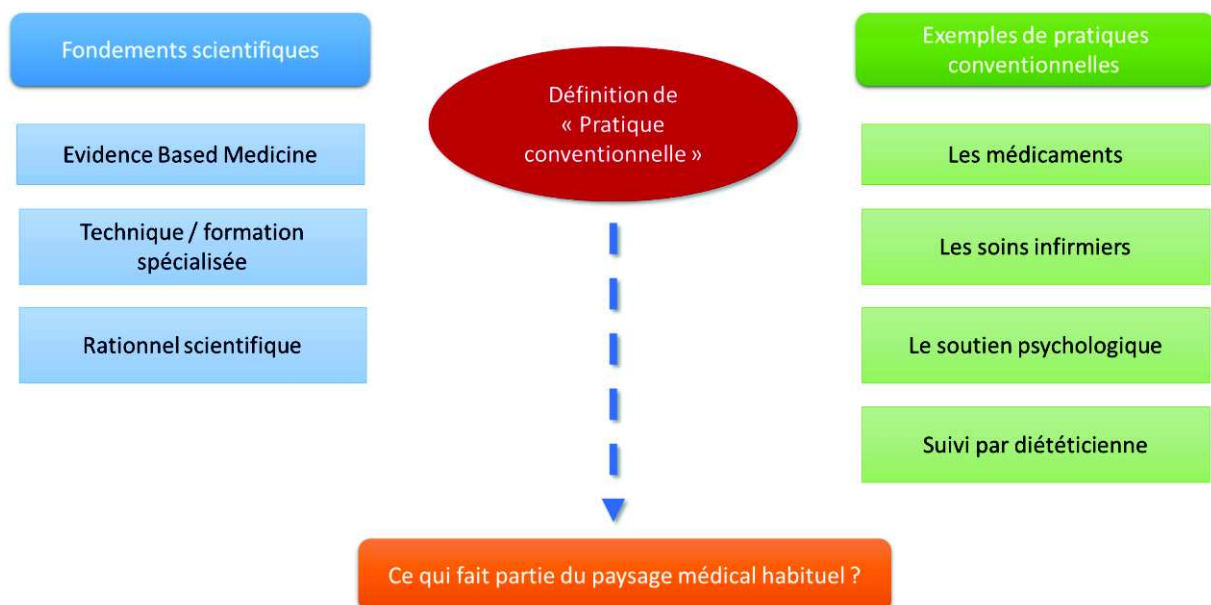 Fondements scientifiques
Evidence Based Medicine
Technique / formation
spécialisée
Rationnel scientifique
Définition de
« Pratique
conventionnelle »
Exemples de pratiques
conventionnelles
Les médicaments
Les soins infirmiers
Le soutien psychologique
Suivi par diététicienne
Ce qui fait partie du paysage médical habituel ?